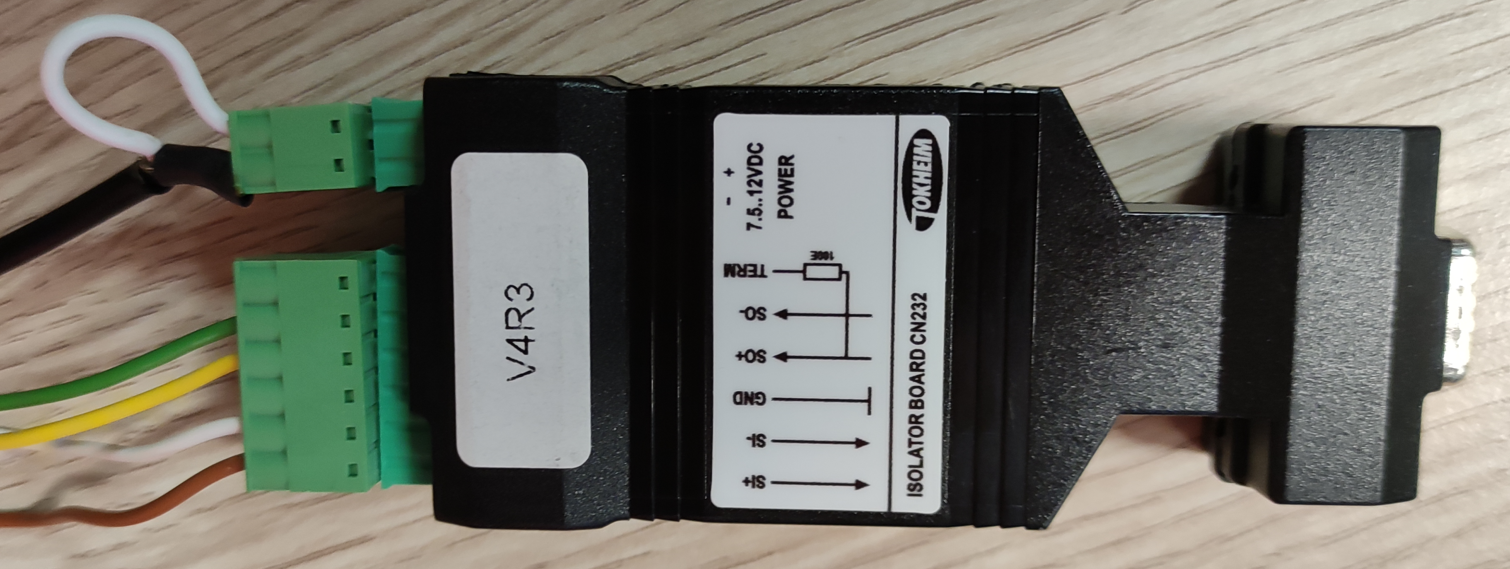 V4R3
- +
7.5..12VDC
POWER
TERM
100E
SO-
SO+
GND
SI-
SI+
TOKHEIM
ISOLATOR BOARD CN232